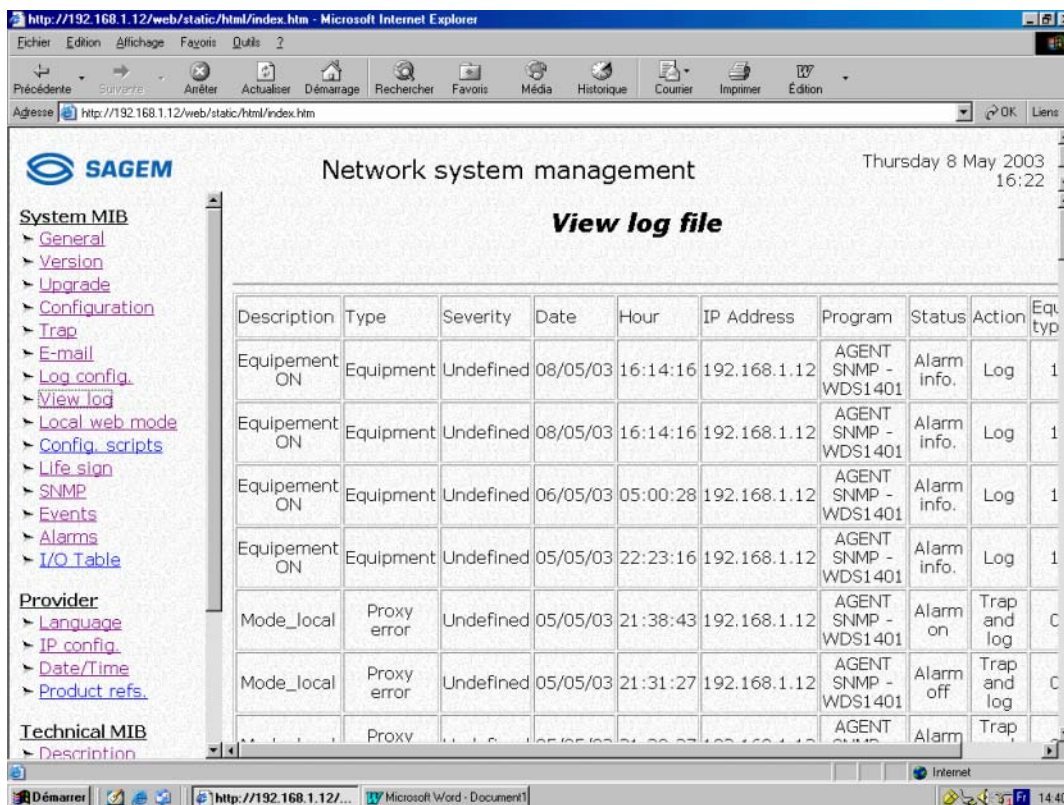 http://192.168.1.12/web/static/html/index.htm - Microsoft Internet Explorer
Fichier Edition Affichage Favoris Outils ?
Précédente Suivante Arrêter Actualiser Démarrage Rechercher Favoris Média Historique Courrier Imprimer Édition
Adresse http://192.168.1.12/web/static/html/index.htm OK Liens
SAGEM
Network system management
Thursday 8 May 2003
16:22
System MIB
General
Version
Upgrade
Configuration
Trap
E-mail
Log config.
View log
Local web mode
Config. scripts
Life sign
SNMP
Events
Alarms
I/O Table
Provider
Language
IP config.
Date/Time
Product refs.
Technical MIB
Description
View log file
Description Type Severity Date Hour IP Address Program Status Action Equ typ
Equipement ON Equipment Undefined 08/05/03 16:14:16 192.168.1.12 AGENT SNMP - WDS1401 Alarm info. Log 1
Equipement ON Equipment Undefined 08/05/03 16:14:16 192.168.1.12 AGENT SNMP - WDS1401 Alarm info. Log 1
Equipement ON Equipment Undefined 06/05/03 05:00:28 192.168.1.12 AGENT SNMP - WDS1401 Alarm info. Log 1
Equipement ON Equipment Undefined 05/05/03 22:23:16 192.168.1.12 AGENT SNMP - WDS1401 Alarm info. Log 1
Mode_local Proxy error Undefined 05/05/03 21:38:43 192.168.1.12 AGENT SNMP - WDS1401 Alarm on Trap and log
Mode_local Proxy error Undefined 05/05/03 21:31:27 192.168.1.12 AGENT SNMP - WDS1401 Alarm off Trap and log
Proxy AGENT Alarm Trap
Internet
Démarrer http://192.168.1.12/... Microsoft Word - Document1 Fr